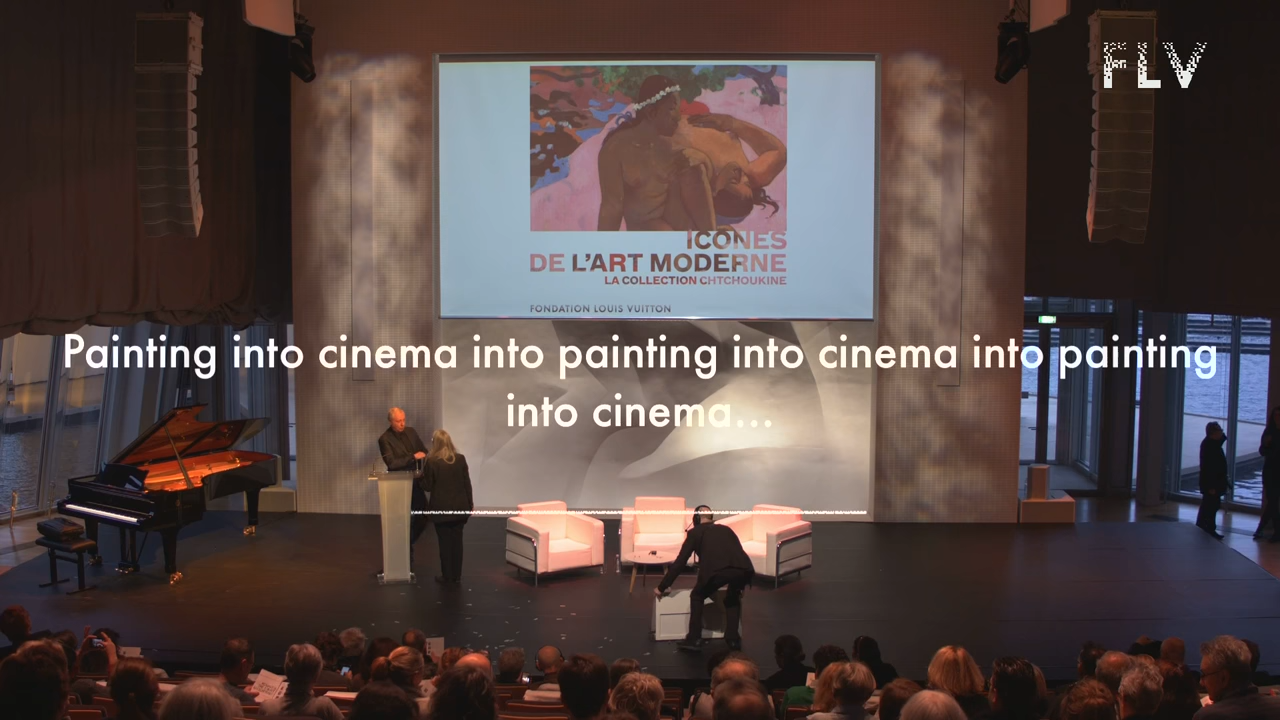 FLV
ICONES
DE L'ART MODERNE
LA COLLECTION CHTCHOUKINE
FONDATION LOUIS VUITTON
Painting into cinema into painting into cinema into painting
into cinema...